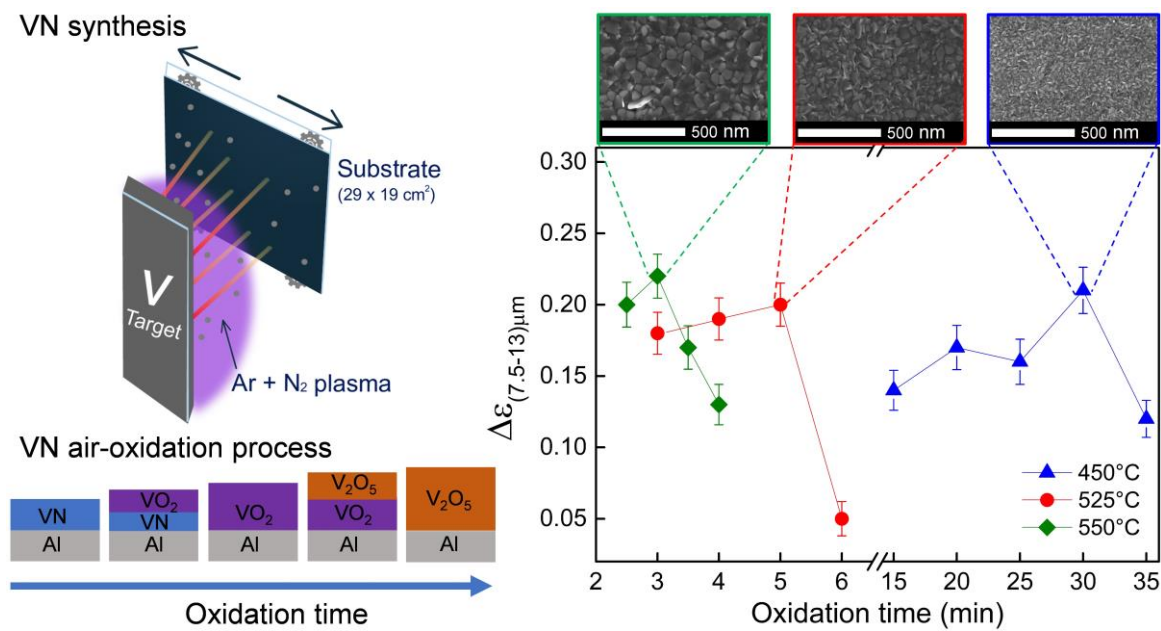 VN synthesis
Substrate
(29 x 19 cm²)
V
Target
Ar + N₂ plasma
VN air-oxidation process
VN
Al
VO₂
VN
Al
VO₂
Al
V₂O₅
VO₂
Al
V₂O₅
Al
Oxidation time
500 nm
500 nm
500 nm
0.30
0.25
0.20
0.15
0.10
0.05
Δε(7.5-13)μm
450°C
525°C
550°C
2 3 4 5 6 15 20 25 30 35
Oxidation time (min)